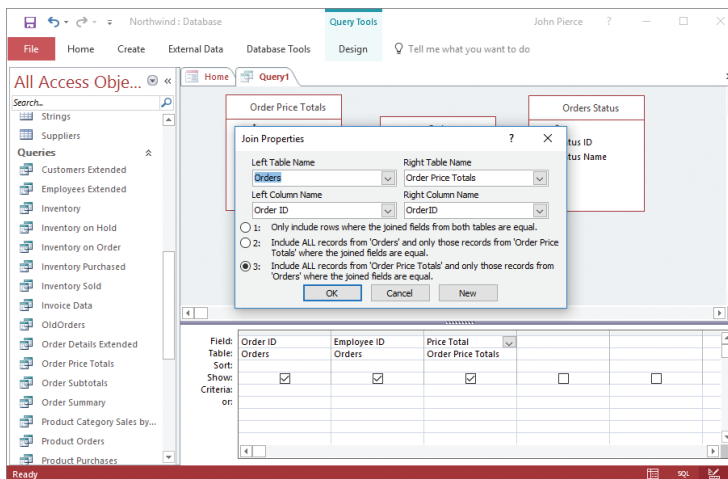 Northwind : Database
Query Tools
John Pierce
?
File
Home
Create
External Data
Database Tools
Design
Tell me what you want to do
All Access Obje...
«
Search..
Strings
Suppliers
Queries
Customers Extended
Employees Extended
Inventory
Inventory on Hold
Inventory on Order
Inventory Purchased
Inventory Sold
Invoice Data
OldOrders
Order Details Extended
Order Price Totals
Order Subtotals
Order Summary
Product Category Sales by...
Product Orders
Product Purchases
Home
Query1
Order Price Totals
Orders Status
tus ID
tus Name
Join Properties
?
Left Table Name
Right Table Name
Orders
Order Price Totals
Left Column Name
Right Column Name
Order ID
OrderID
1: Only include rows where the joined fields from both tables are equal.
2: Include ALL records from 'Orders' and only those records from 'Order Price
Totals' where the joined fields are equal.
3: Include ALL records from 'Order Price Totals' and only those records from
'Orders' where the joined fields are equal.
OK
Cancel
New
Field: Order ID Employee ID Price Total
Table: Orders Orders Order Price Totals
Sort:
Show:
Criteria:
or:
Ready
SQL